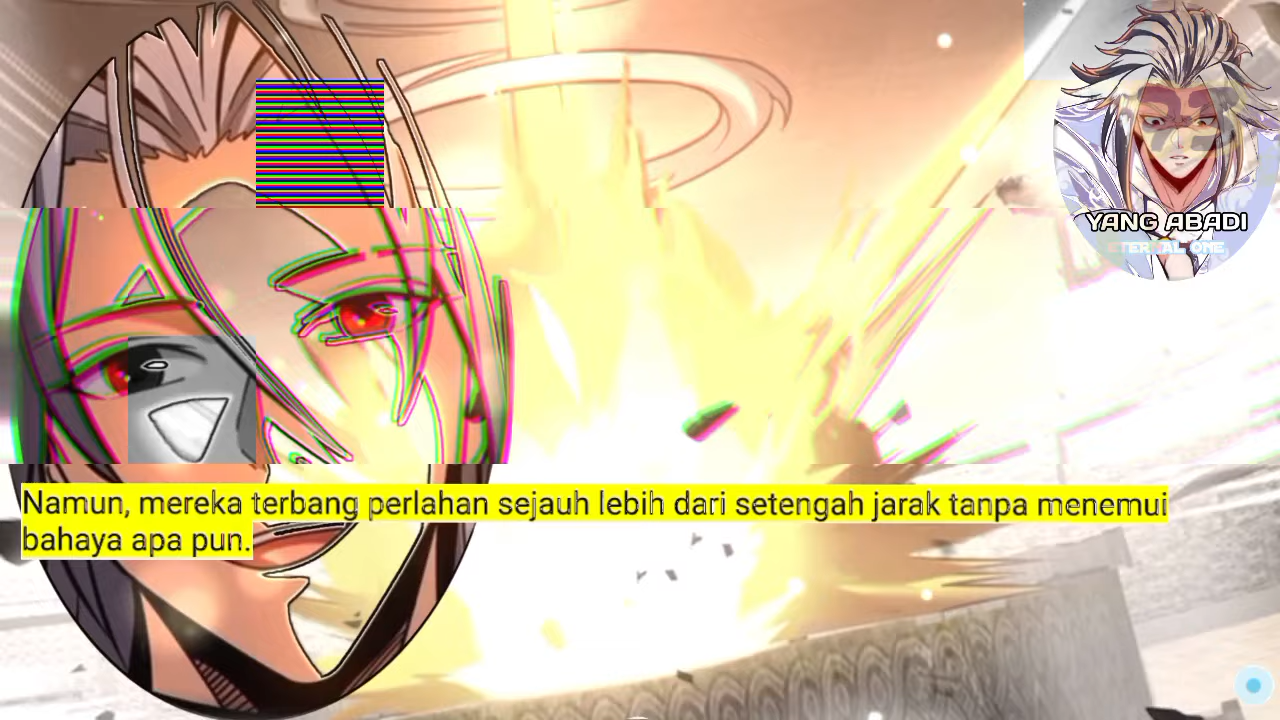 YANG ABADI
ETERNAL ONE
Namun, mereka terbang perlahan sejauh lebih dari setengah jarak tanpa menemui
bahaya apa pun.